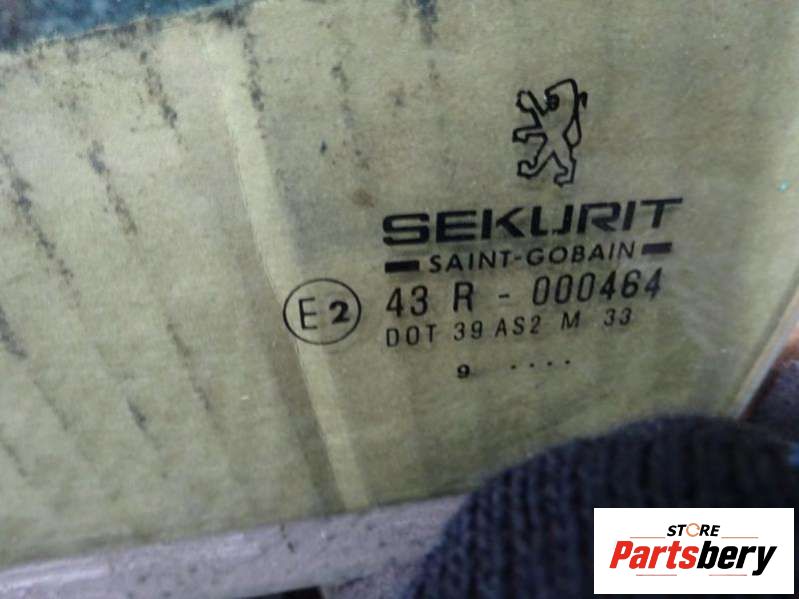 SEKURIT
SAINT-GOBAIN
E2 43 R - 000464
DOT 39 AS2 M 33
9 ....
STORE
Partsbery